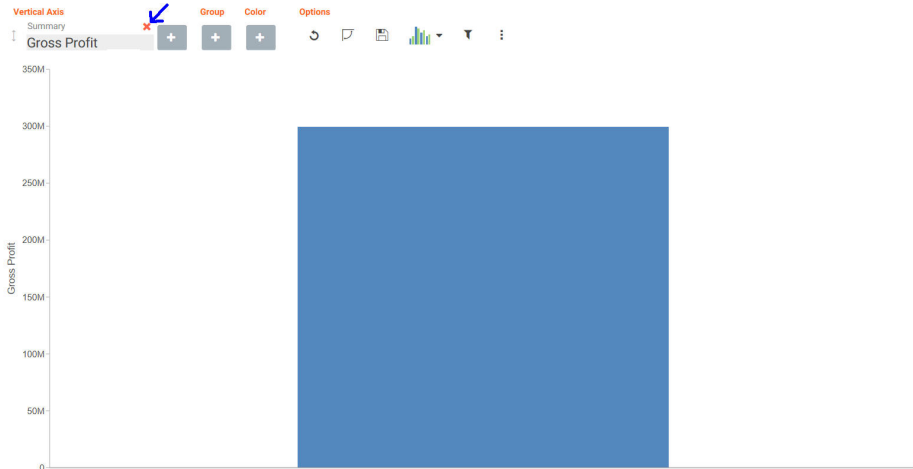 Vertical Axis Group Color Options
Summary
Gross Profit
350M
300M
250M
200M
150M
100M
50M
0
Gross Profit